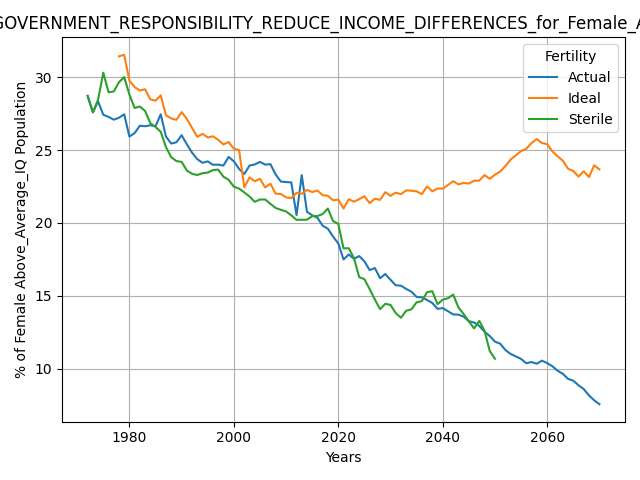 GOVERNMENT_RESPONSIBILITY_REDUCE_INCOME_DIFFERENCES_for_Female_A
Fertility
Actual
Ideal
Sterile
% of Female Above_Average_IQ Population
30
25
20
15
10
1980
2000
2020
2040
2060
Years